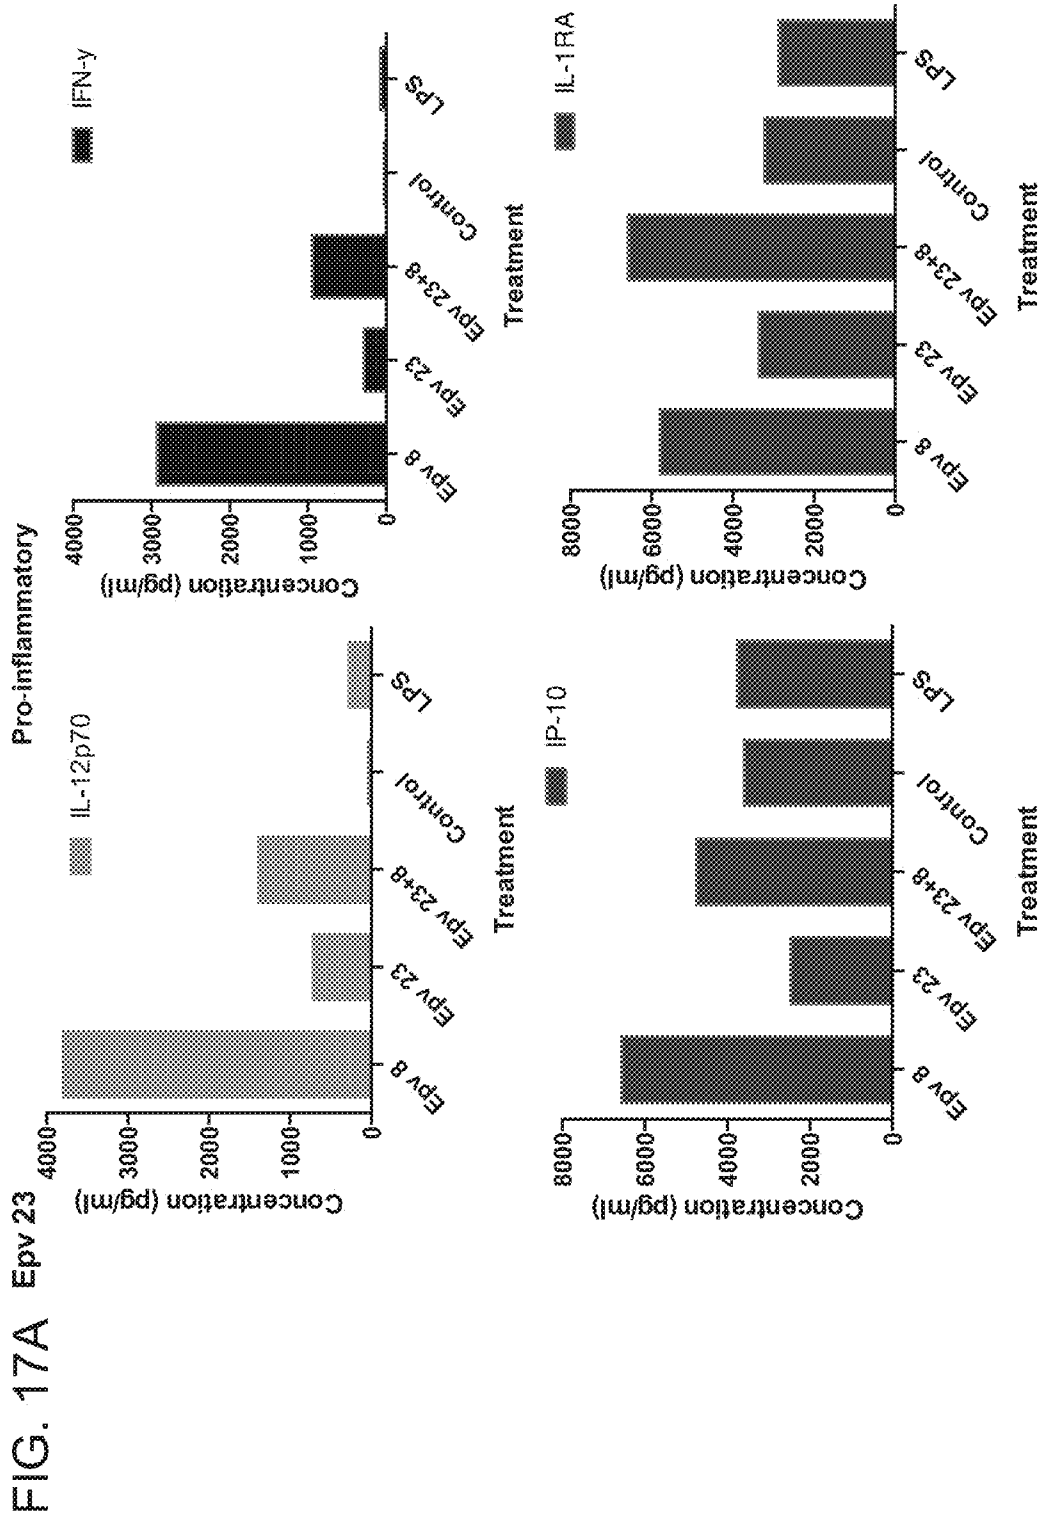 FIG. 17A
Epv 23
Pro-inflammatory
IL-12p70
Concentration (pg/ml)
4000
3000
2000
1000
0
Epv 8
Epv 23
Epv 23+8
Control
LPS
Treatment
IFN-y
Concentration (pg/ml)
4000
3000
2000
1000
0
Epv 8
Epv 23
Epv 23+8
Control
LPS
Treatment
IP-10
Concentration (pg/ml)
8000
6000
4000
2000
0
Epv 8
Epv 23
Epv 23+8
Control
LPS
Treatment
IL-1RA
Concentration (pg/ml)
8000
6000
4000
2000
0
Epv 8
Epv 23
Epv 23+8
Control
LPS
Treatment